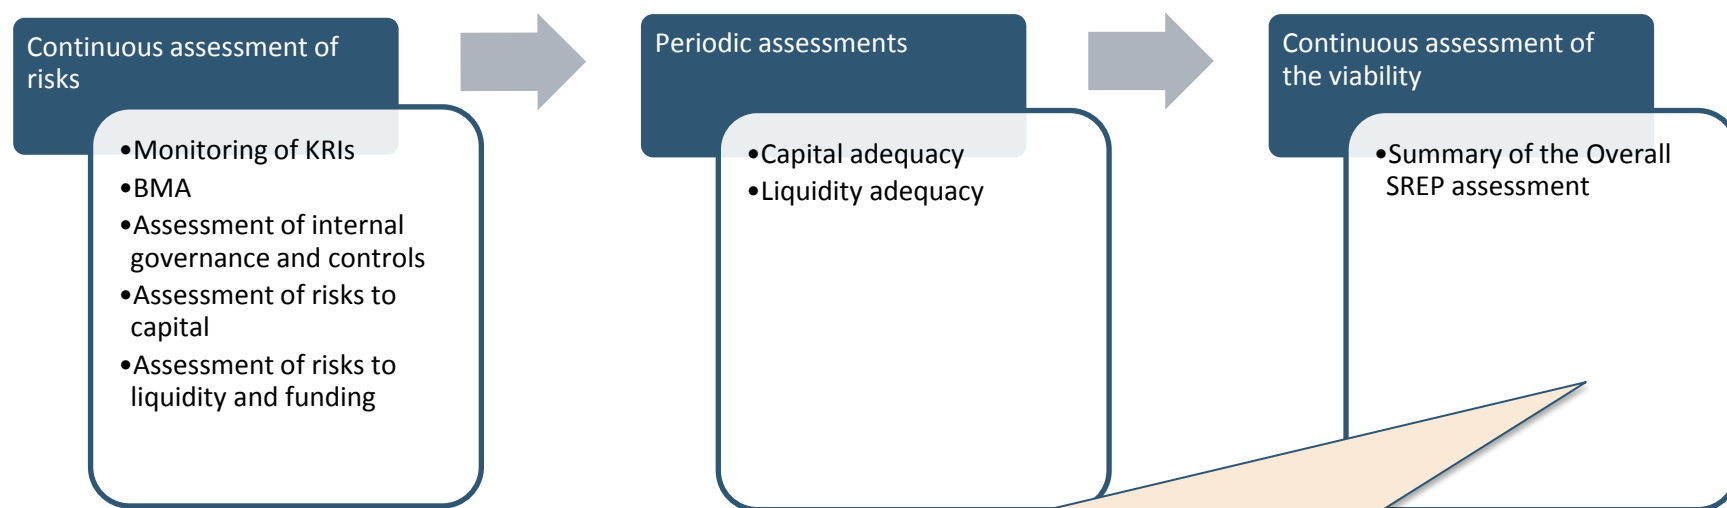 Continuous assessment of
risks
•Monitoring of KRIs
•BMA
•Assessment of internal
governance and controls
•Assessment of risks to
capital
•Assessment of risks to
liquidity and funding
Periodic assessments
•Capital adequacy
•Liquidity adequacy
Continuous assessment of
the viability
•Summary of the Overall
SREP assessment